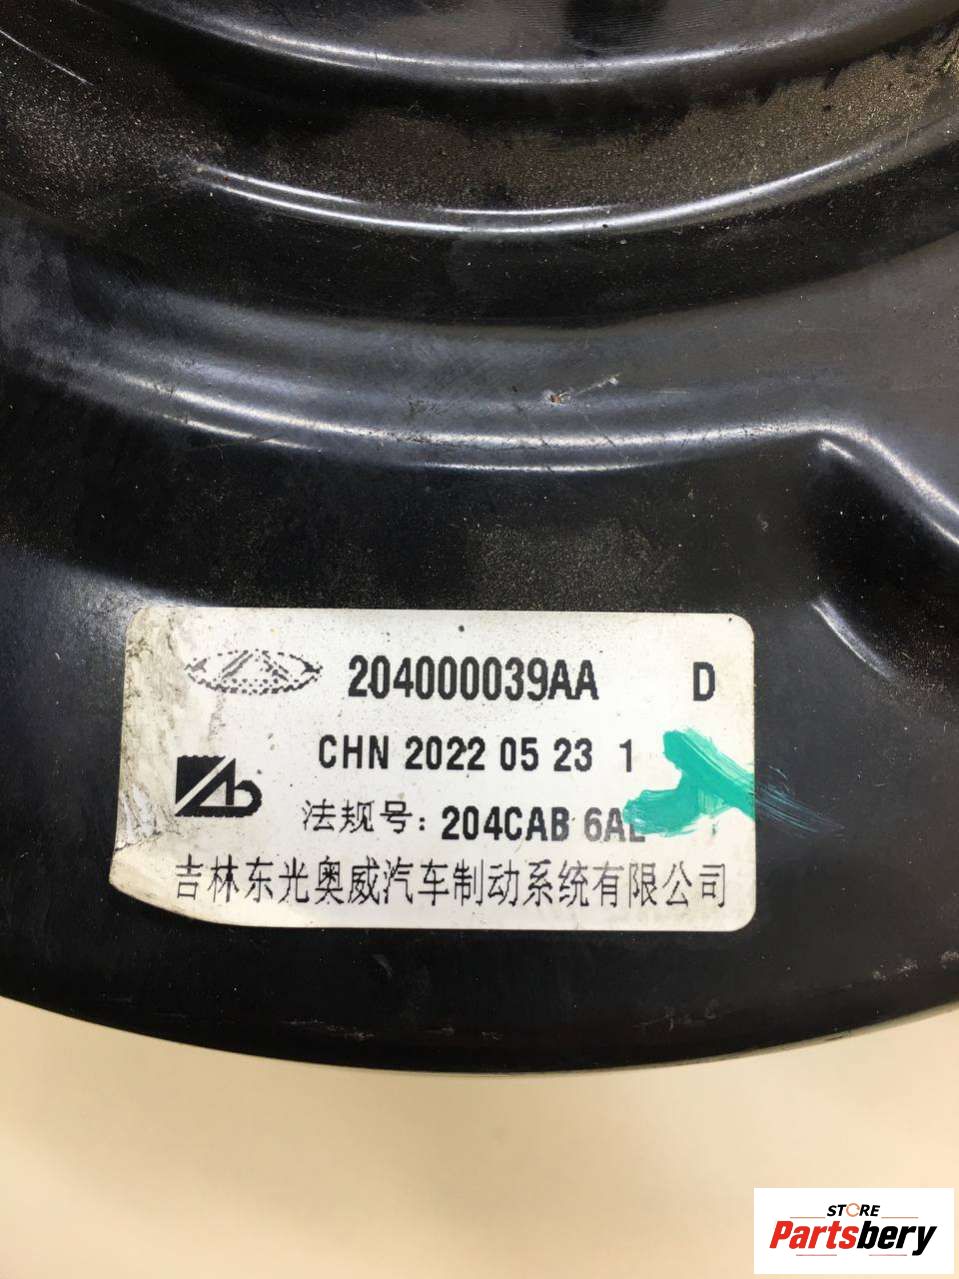 204000039AA D
CHN 2022 05 23 1
法规号: 204CAB
吉林东光奥威汽车制动系统有限公司
STORE
Partsbery